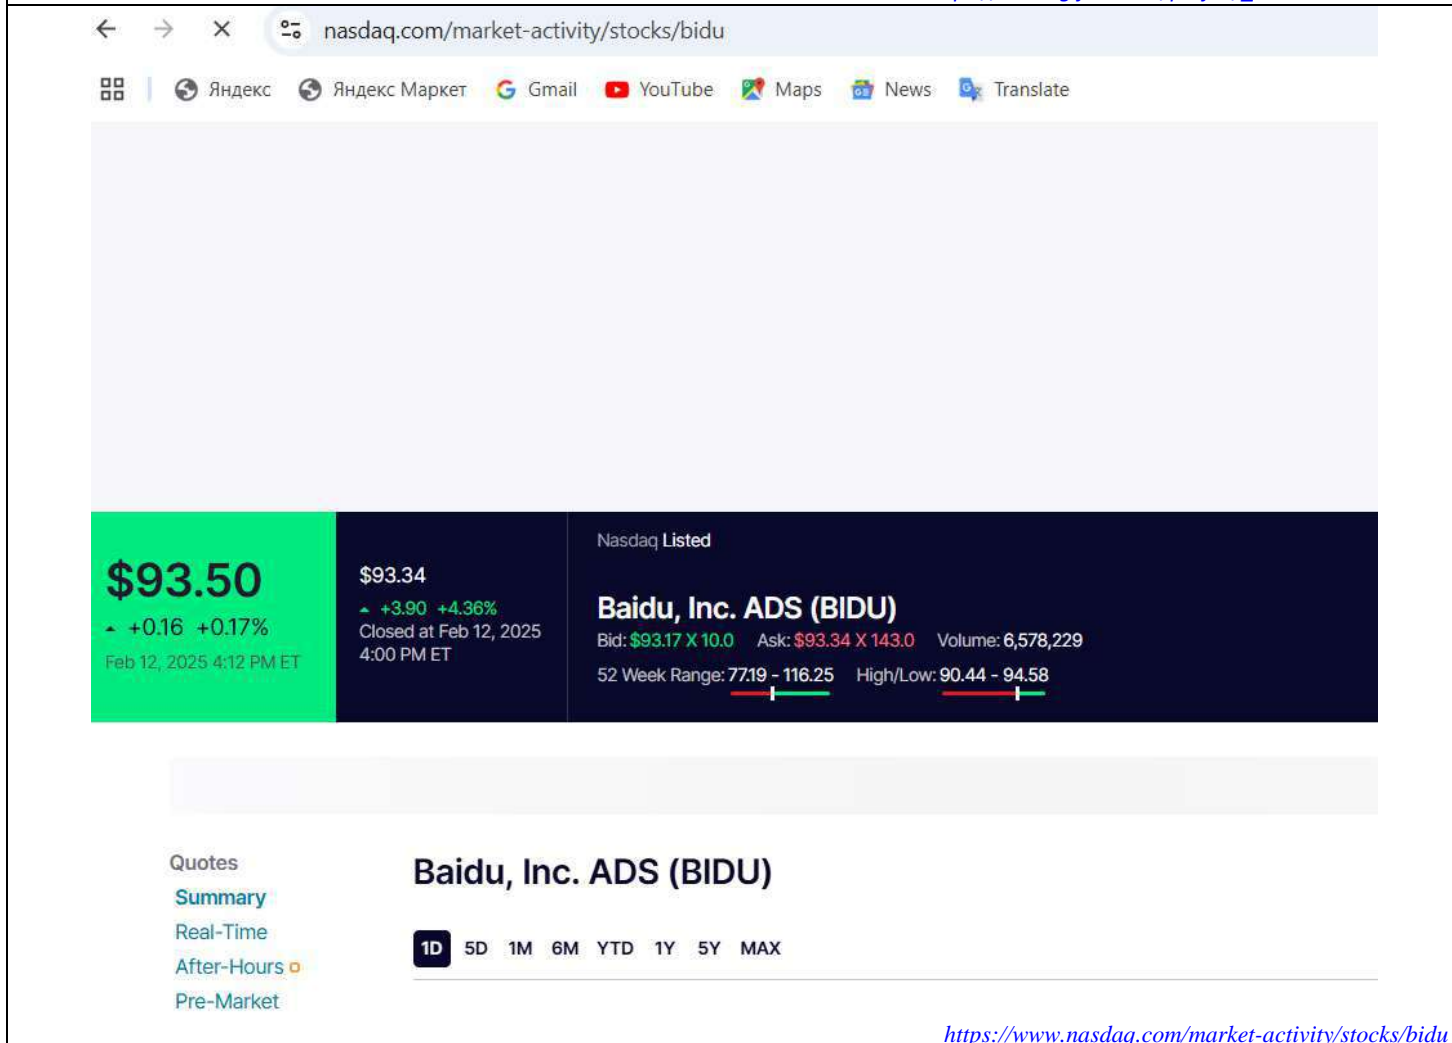 nasdaq.com/market-activity/stocks/bidu
Яндекс Яндекс Маркет Gmail YouTube Maps News Translate
$93.50
+0.16 +0.17%
Feb 12, 2025 4:12 PM ET
$93.34
+3.90 +4.36%
Closed at Feb 12, 2025
4:00 PM ET
Nasdaq Listed
Baidu, Inc. ADS (BIDU)
Bid: $93.17 X 10.0 Ask: $93.34 X 143.0 Volume: 6,578,229
52 Week Range: 77.19 - 116.25 High/Low: 90.44 - 94.58
Quotes
Summary
Real-Time
After-Hours
Pre-Market
Baidu, Inc. ADS (BIDU)
1D 5D 1M 6M YTD 1Y 5Y MAX
https://www.nasdaq.com/market-activity/stocks/bidu